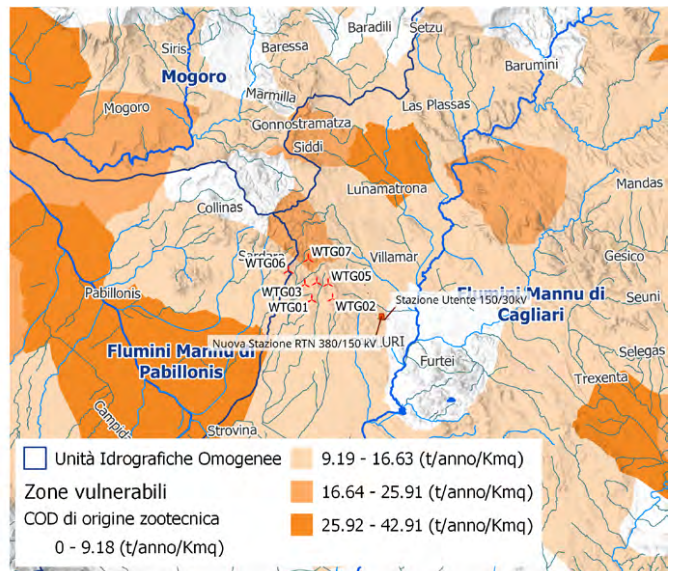 Baradili
Setzu
Siris
Baressa
Mogoro
Barumini
Marmilla
Mogoro
Las Plassas
Gonnostramatza
Siddi
Lunamatrona
Mandas
Collinas
WTG07
Villamar
Gesico
WTG06
WTG05
Pabillonis
WTG03
Stazione Utente 150/30kV
Seuni
WTG01
WTG02
Flumini Mannu di
Cagliari
Nuova Stazione RTN 380/150 kV
URI
Flumini Mannu di
Pabillonis
Furtei
Selegas
Trexenta
Campid
Strovina
Unità Idrografiche Omogenee
Zone vulnerabili
COD di origine zootecnica
0 - 9.18 (t/anno/Kmq)
9.19 - 16.63 (t/anno/Kmq)
16.64 - 25.91 (t/anno/Kmq)
25.92 - 42.91 (t/anno/Kmq)